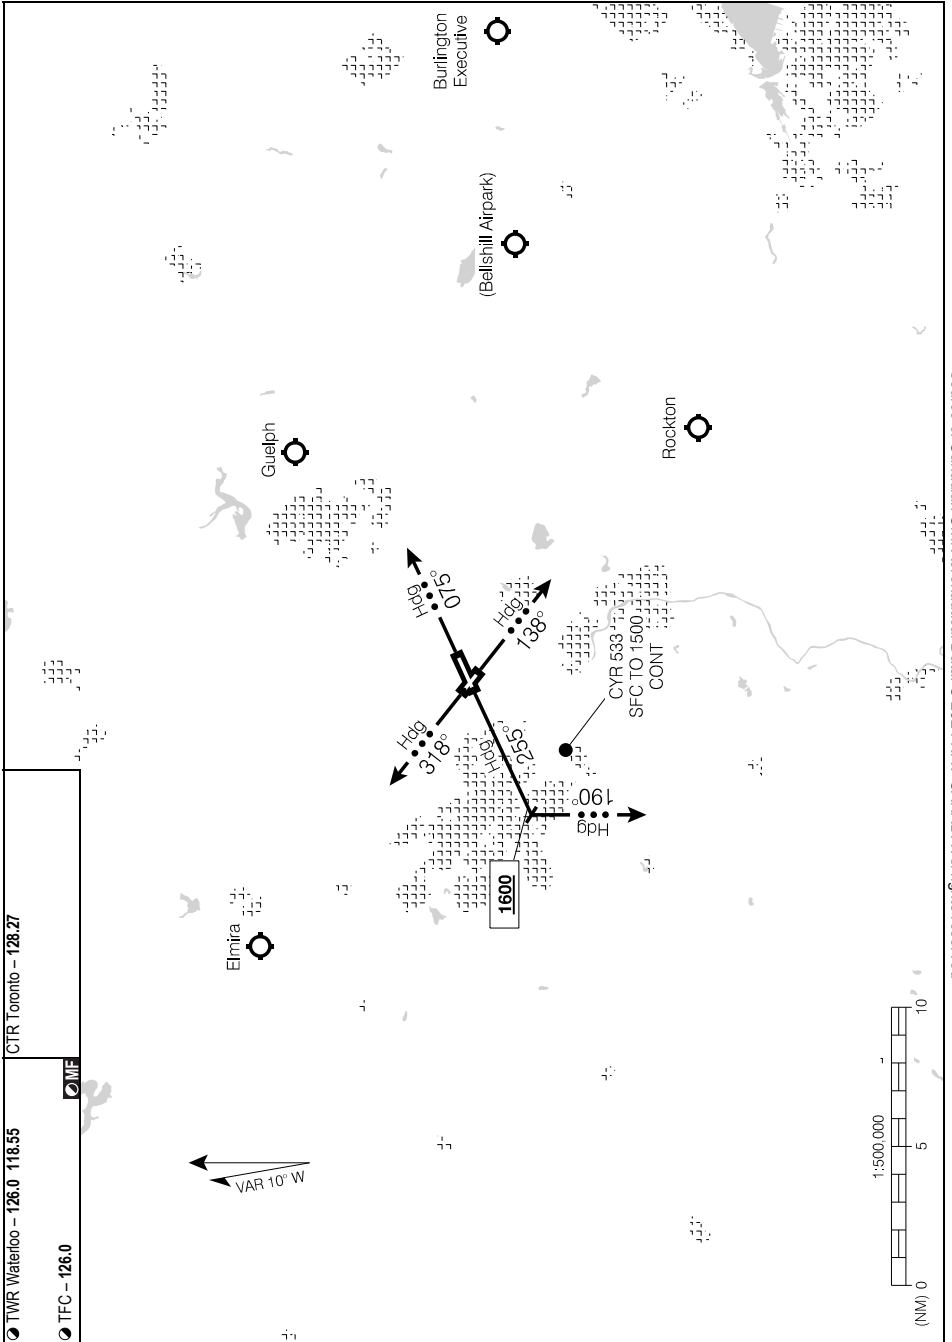 TWR Waterloo – 126.0 118.55
CTR Toronto – 128.27
TFC – 126.0
MF
VAR 10° W
Elmira
Guelph
Burlington
Executive
(Bellshill Airpark)
Rockton
Hdg
075°
Hdg
138°
Hdg
318°
Hdg
255°
Hdg
190°
1600
CYR 533
SFC TO 1500
CONT
1:500,000
(NM) 0
5
10